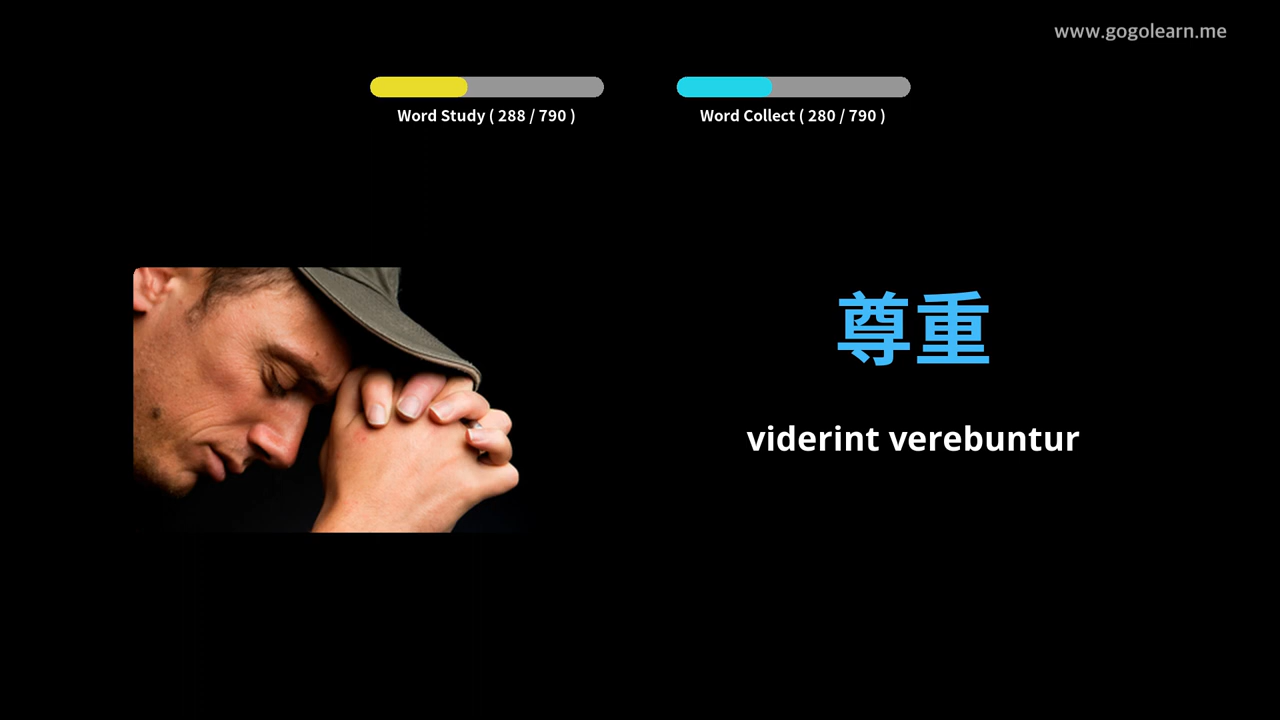 www.gogolearn.me
Word Study ( 288 / 790 )
Word Collect ( 280 / 790 )
尊重
viderint verebuntur